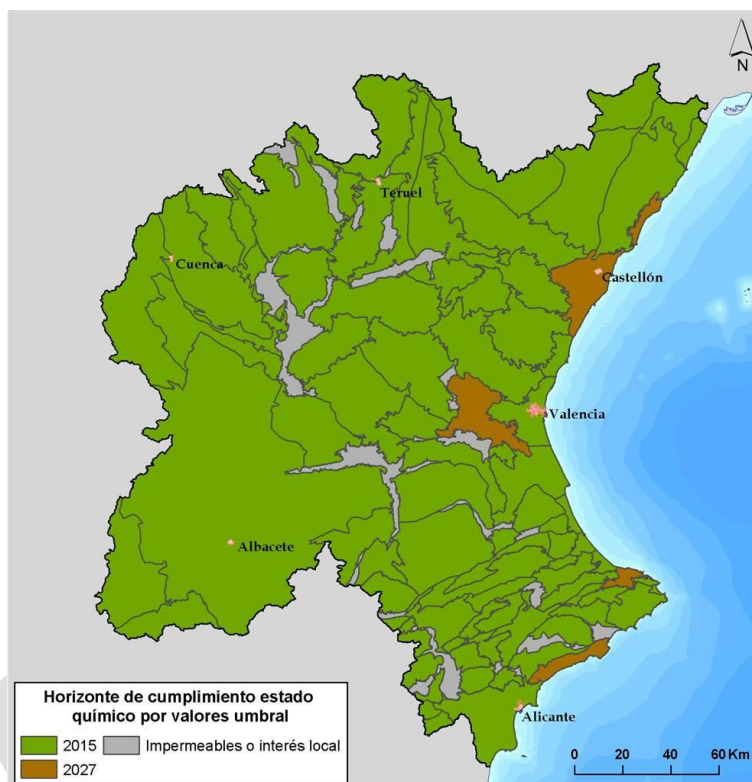 N
Teruel
Cuenca
Castellón
Valencia
Albacete
Alicante
Horizonte de cumplimiento estado
químico por valores umbral
2015 Impermeables o interés local
2027
0 20 40 60 Km